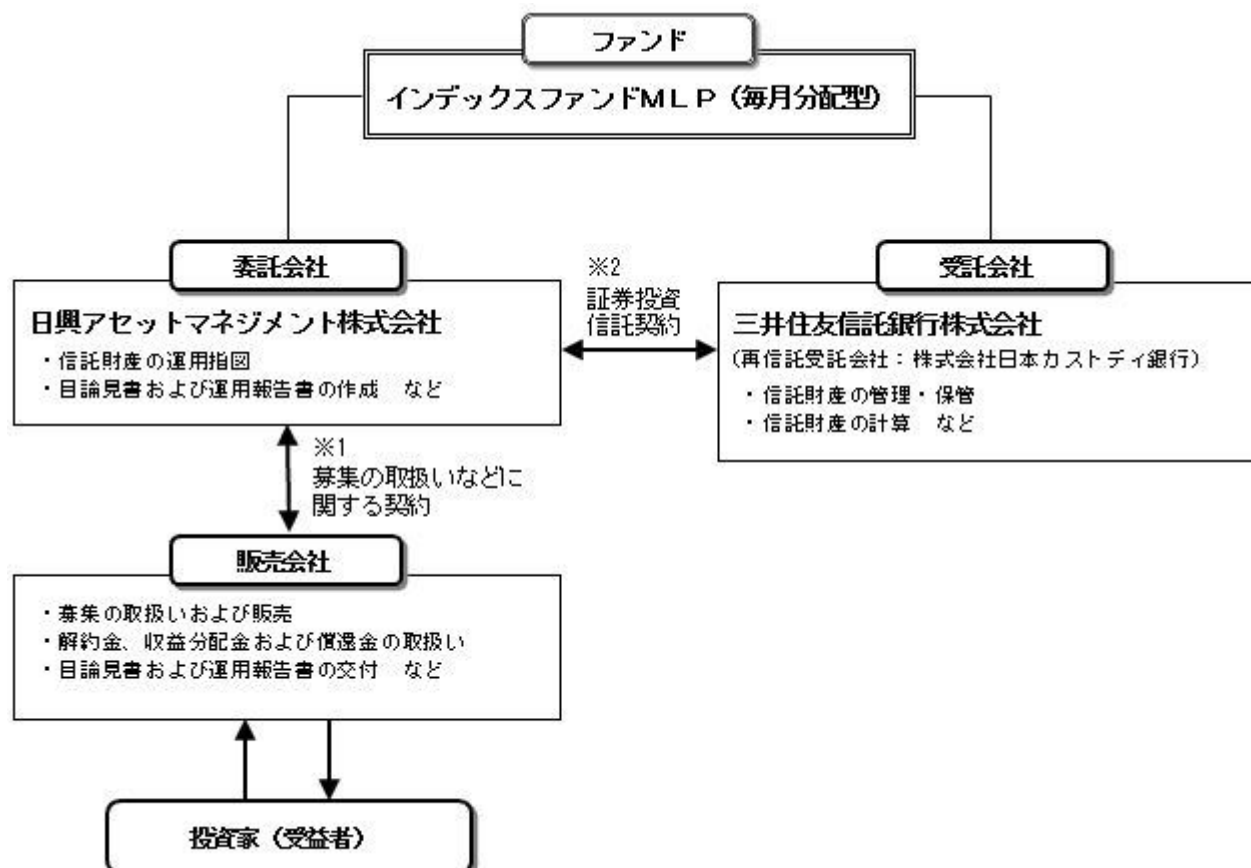 ファンド
インデックスファンドMLP（毎月分配型）
委託会社
日興アセットマネジメント株式会社
・信託財産の運用指図
・目論見書および運用報告書の作成　など
※2
証券投資
信託契約
受託会社
三井住友信託銀行株式会社
（再信託受託会社：株式会社日本カストディ銀行）
・信託財産の管理・保管
・信託財産の計算　など
※1
募集の取扱いなどに
関する契約
販売会社
・募集の取扱いおよび販売
・解約金、収益分配金および償還金の取扱い
・目論見書および運用報告書の交付　など
投資家（受益者）